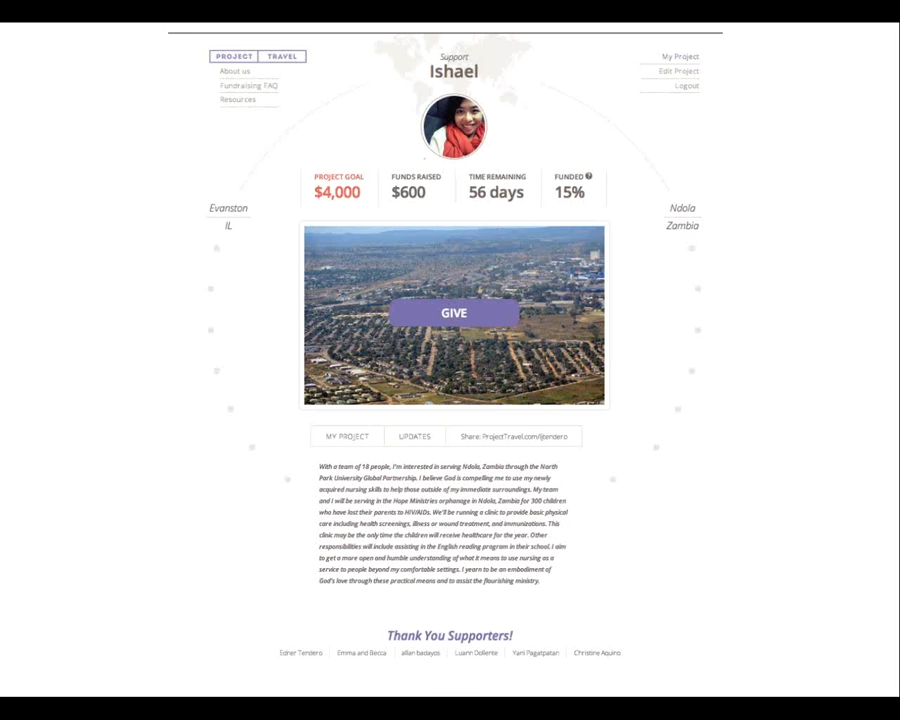 PROJECT TRAVEL
About us
Fundraising FAQ
Resources
Support
Ishael
My Project
Edit Project
Logout
PROJECT GOAL
$4,000
FUNDS RAISED
$600
TIME REMAINING
56 days
FUNDED ?
15%
Evanston
IL
Ndola
Zambia
GIVE
MY PROJECT
UPDATES
Share: ProjectTravel.com/ijtendero
With a team of 18 people, I'm interested in serving Ndola, Zambia through the North
Park University Global Partnership. I believe God is compelling me to use my newly
acquired nursing skills to help those outside of my immediate surroundings. My team
and I will be serving in the Hope Ministries orphanage in Ndola, Zambia for 300 children
who have lost their parents to HIV/AIDs. We'll be running a clinic to provide basic physical
care including health screenings, illness or wound treatment, and immunizations. This
clinic may be the only time the children will receive healthcare for the year. Other
responsibilities will include assisting in the English reading program in their school. I aim
to get a more open and humble understanding of what it means to use nursing as a
service to people beyond my comfortable settings. I yearn to be an embodiment of
God's love through these practical means and to assist the flourishing ministry.
Thank You Supporters!
Edner Tendero Emma and Becca allan badayos Luann Dollente Yani Pagatpatan Christine Aquino